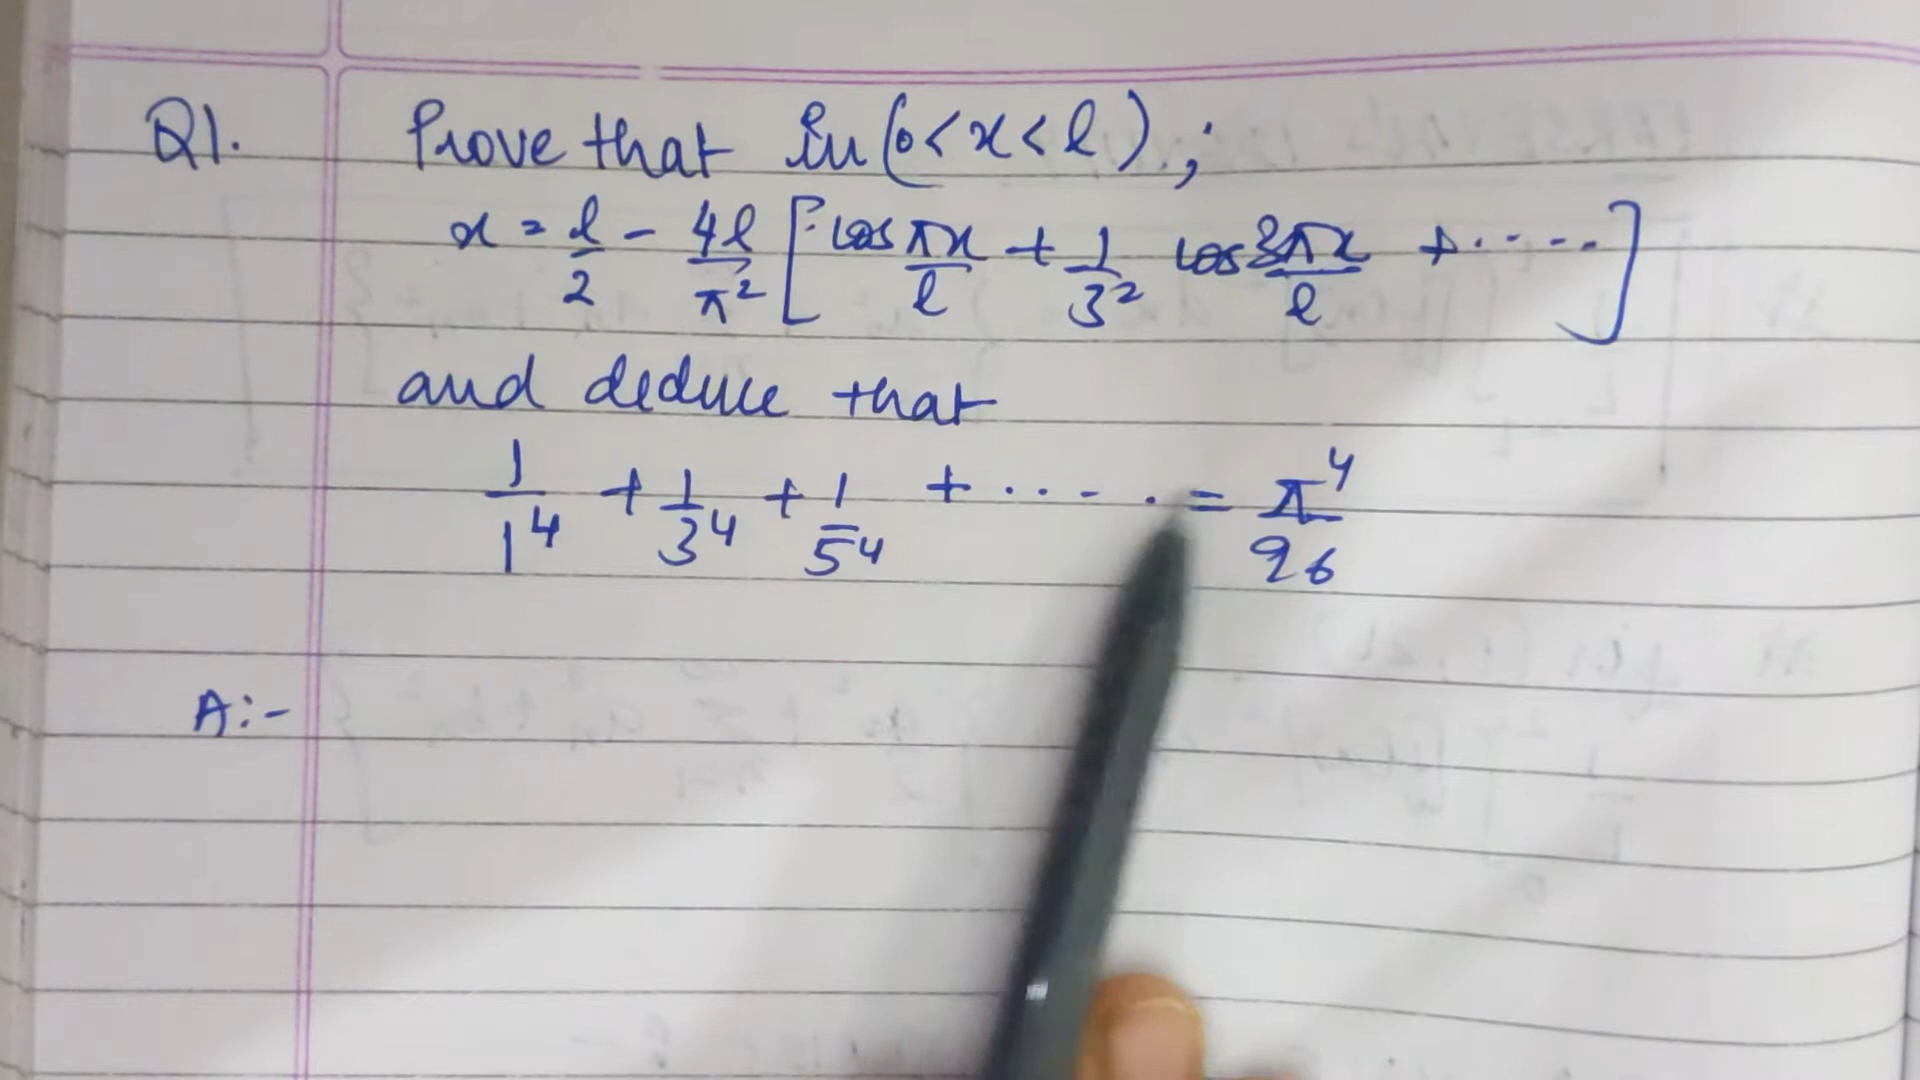 Q1. Prove that in (0 < x < l) ;
x = l/2 - 4l/π² [ cos πx/l + 1/3² cos 3πx/l + ..... ]
and deduce that
1/1⁴ + 1/3⁴ + 1/5⁴ + ..... = π⁴/96
A:-